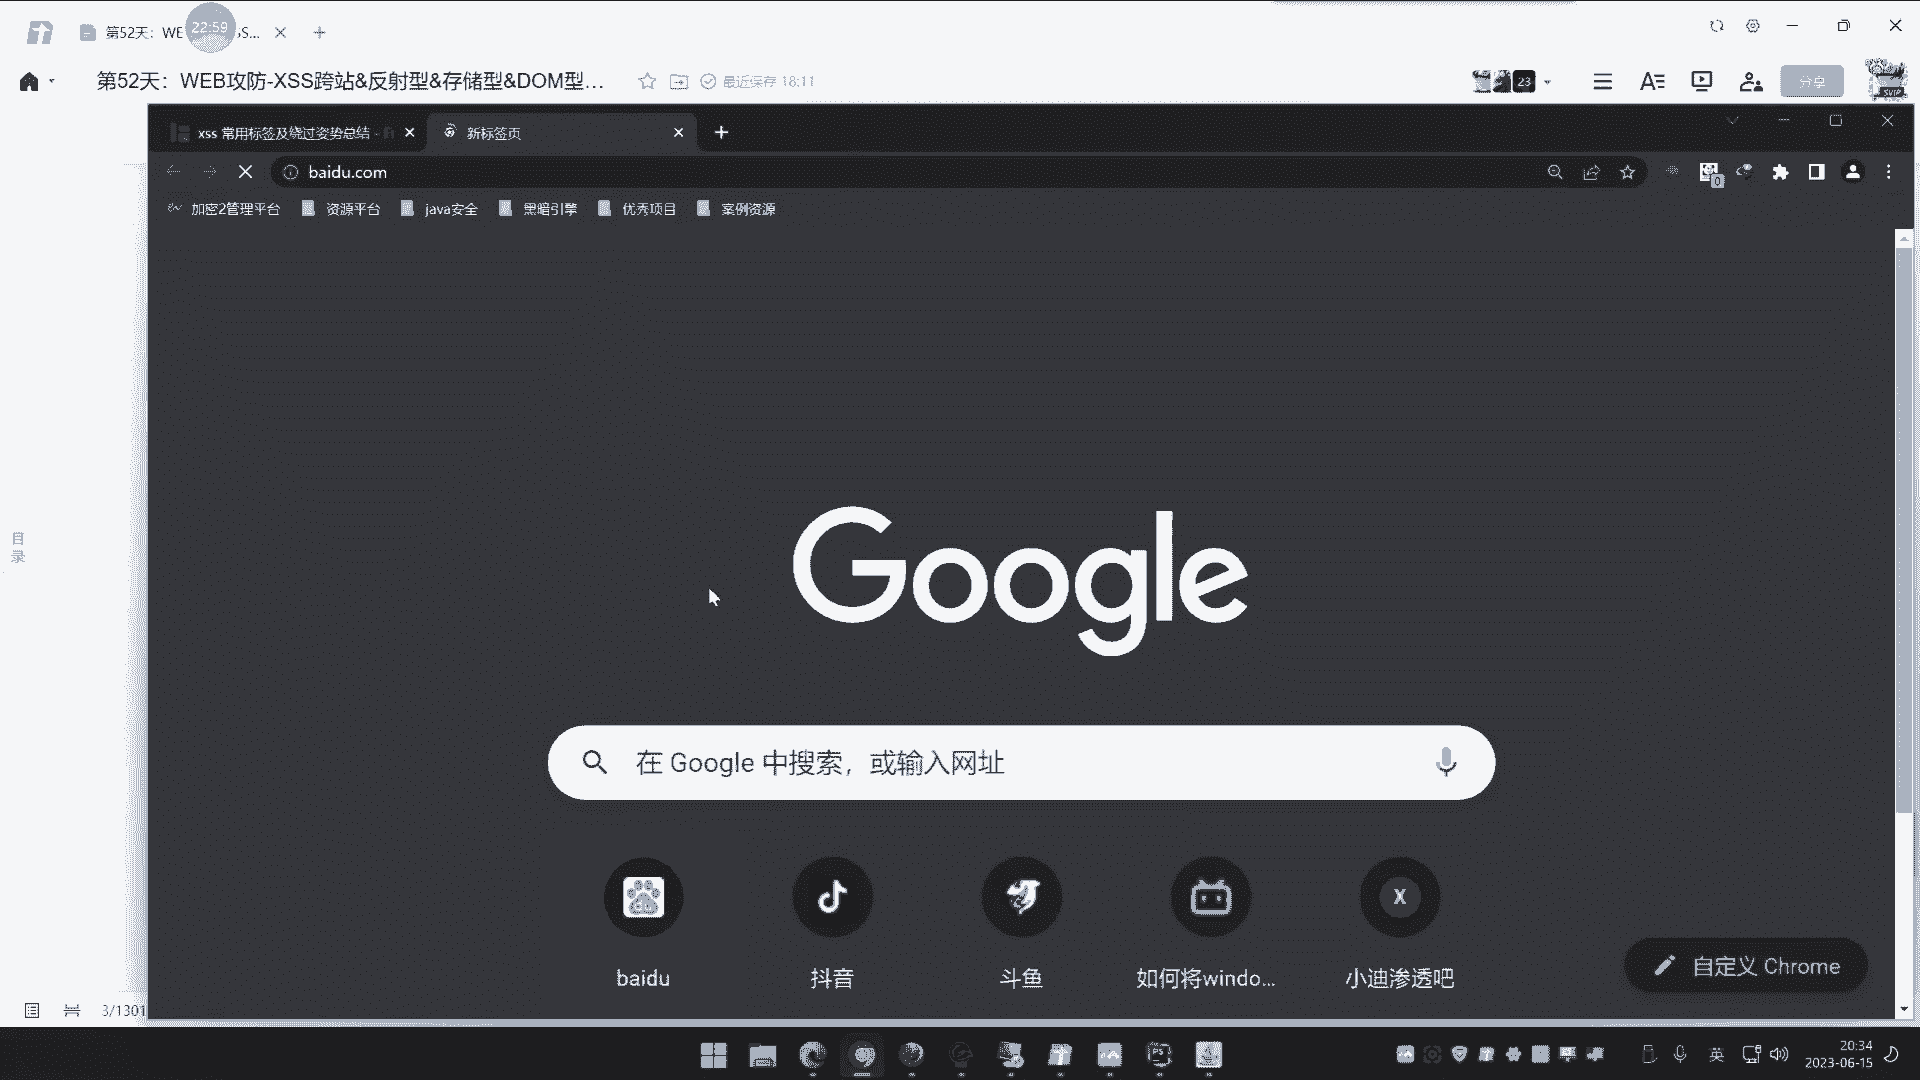 第52天：WE
S...
22:59
第52天：WEB攻防-XSS跨站&反射型&存储型&DOM型...
最近保存 18:11
23
分享
SVIP
xss 常用标签及绕过姿势总结 - F
新标签页
baidu.com
0
加密2管理平台
资源平台
java安全
黑暗引擎
优秀项目
案例资源
目录
Google
在 Google 中搜索，或输入网址
baidu
抖音
斗鱼
如何将windo...
X
小迪渗透吧
自定义 Chrome
3/1301
英
20:34
2023-06-15